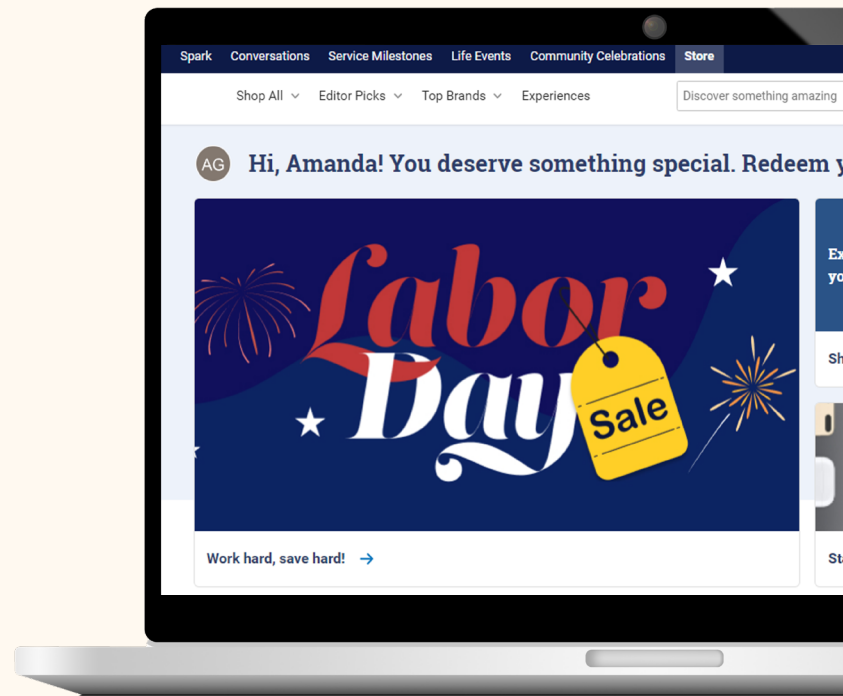 Spark Conversations Service Milestones Life Events Community Celebrations Store
Shop All Editor Picks Top Brands Experiences Discover something amazing
AG Hi, Amanda! You deserve something special. Redeem
Labor
Day
Sale
Work hard, save hard!